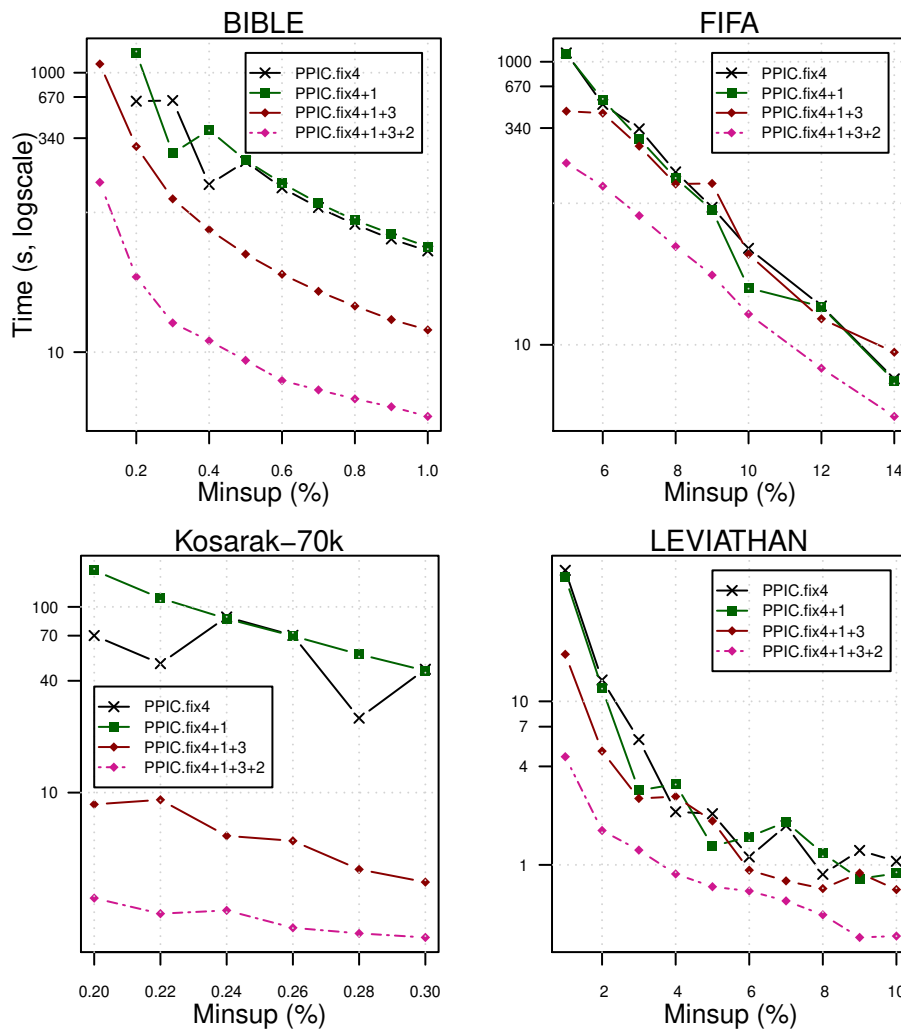 BIBLE
Time (s, logscale)
1000
670
340
10
PPIC.fix4
PPIC.fix4+1
PPIC.fix4+1+3
PPIC.fix4+1+3+2
0.2 0.4 0.6 0.8 1.0
Minsup (%)
FIFA
1000
670
340
10
PPIC.fix4
PPIC.fix4+1
PPIC.fix4+1+3
PPIC.fix4+1+3+2
6 8 10 12 14
Minsup (%)
Kosarak−70k
100
70
40
10
PPIC.fix4
PPIC.fix4+1
PPIC.fix4+1+3
PPIC.fix4+1+3+2
0.20 0.22 0.24 0.26 0.28 0.30
Minsup (%)
LEVIATHAN
10
7
4
1
PPIC.fix4
PPIC.fix4+1
PPIC.fix4+1+3
PPIC.fix4+1+3+2
2 4 6 8 10
Minsup (%)